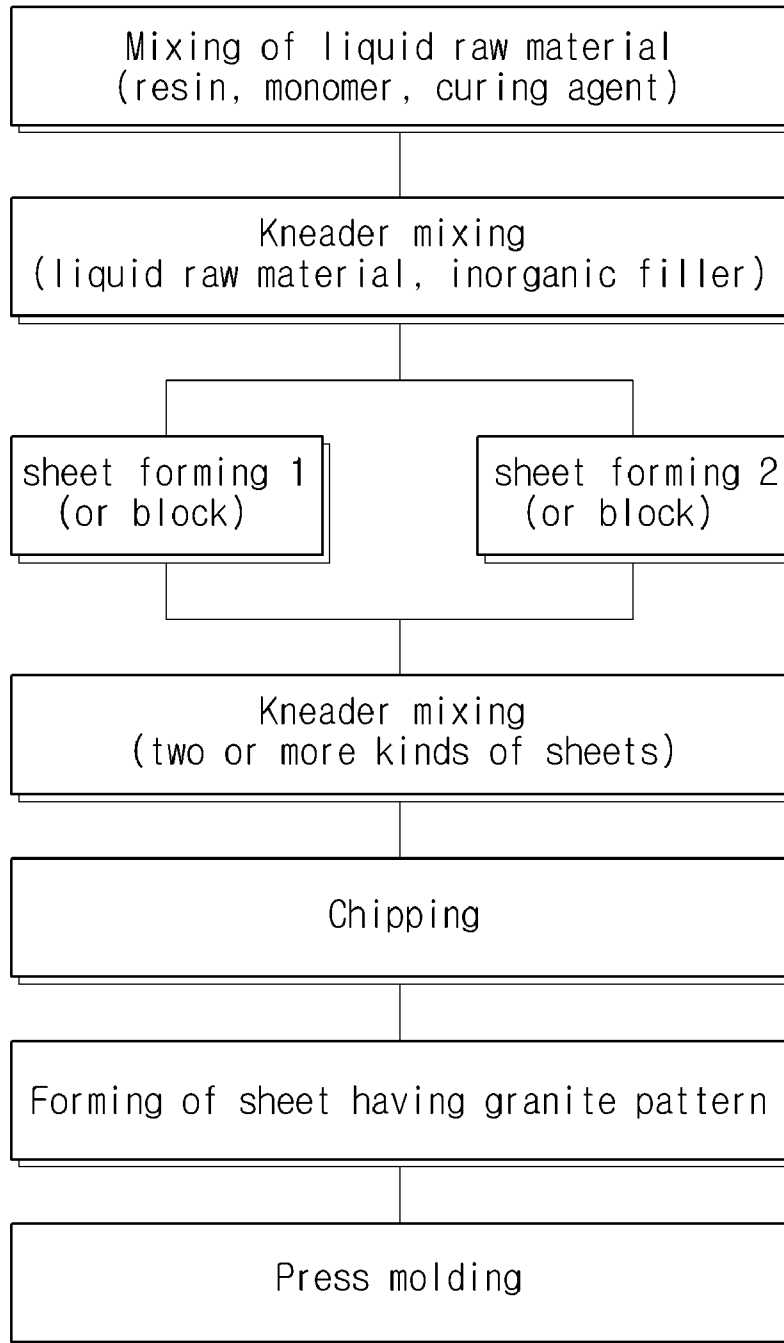 Mixing of liquid raw material
(resin, monomer, curing agent)
Kneader mixing
(liquid raw material, inorganic filler)
sheet forming 1
(or block)
sheet forming 2
(or block)
Kneader mixing
(two or more kinds of sheets)
Chipping
Forming of sheet having granite pattern
Press molding